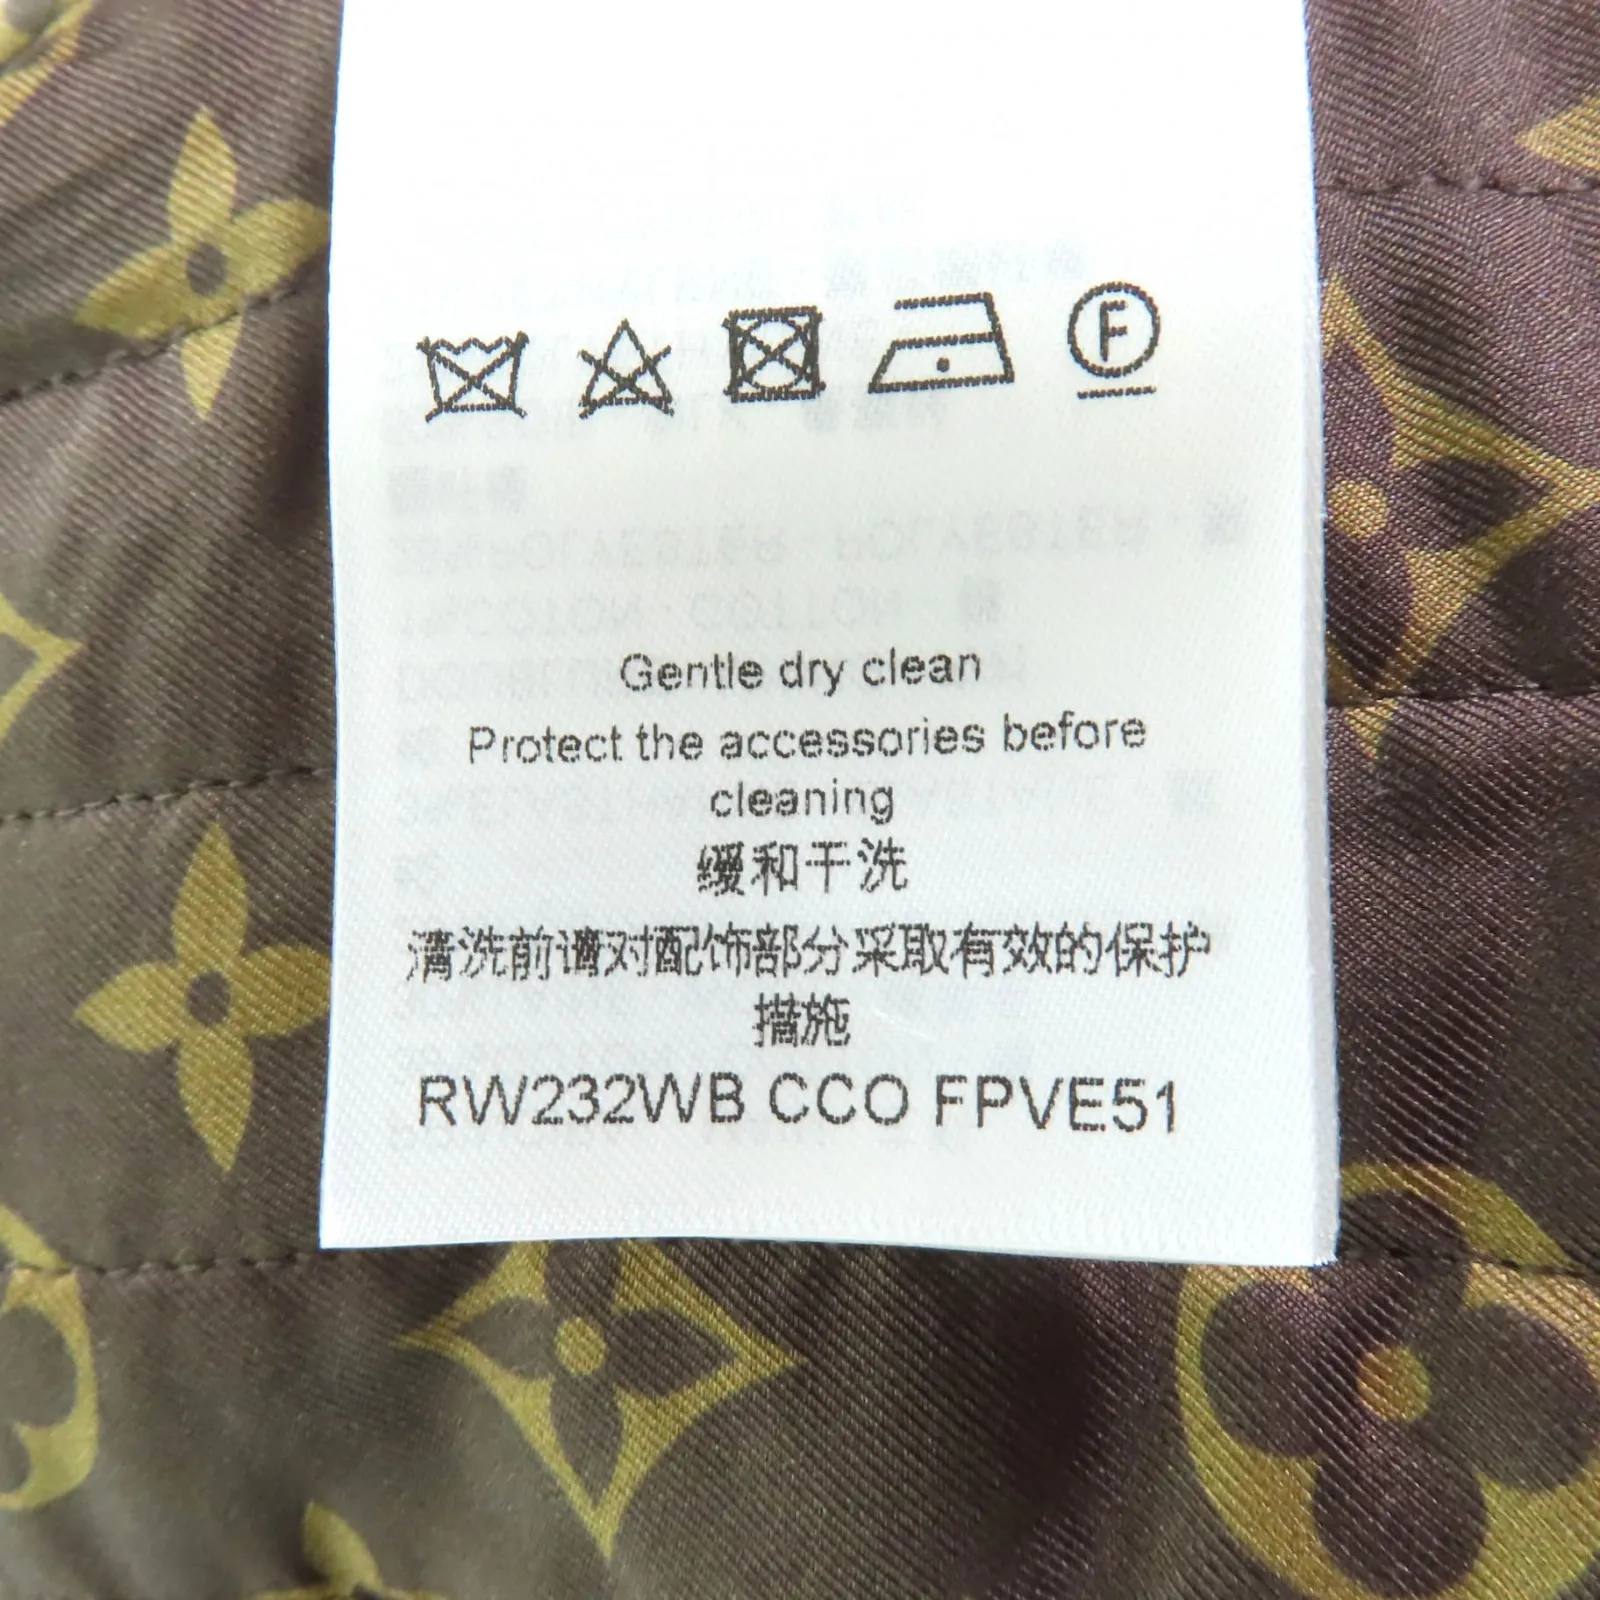 F
Gentle dry clean
Protect the accessories before
cleaning
缓和干洗
清洗前请对配饰部分采取有效的保护
措施
RW232WB CCO FPVE51